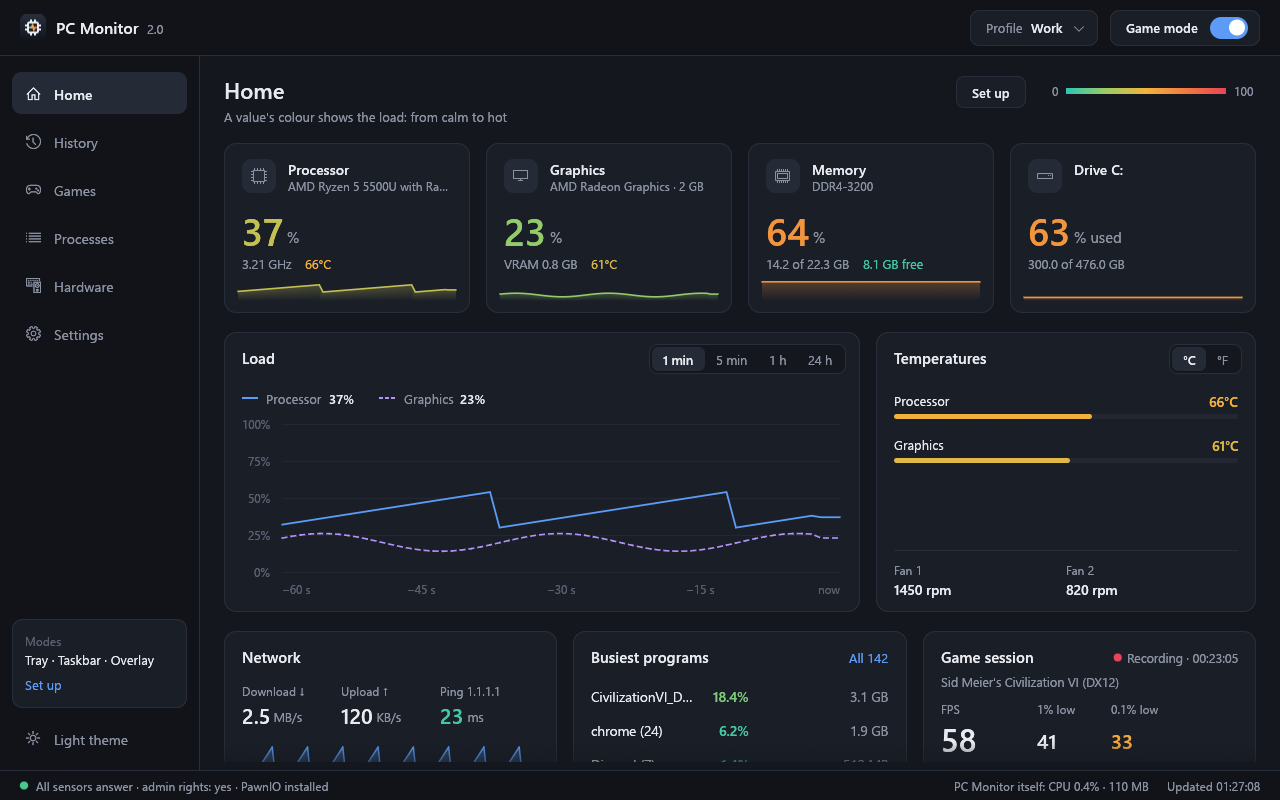 PC Monitor 2.0
Profile Work
Game mode
Home
History
Games
Processes
Hardware
Settings
Modes
Tray · Taskbar · Overlay
Set up
Light theme
Home
A value's colour shows the load: from calm to hot
Set up
0 100
Processor
AMD Ryzen 5 5500U with Ra...
37 %
3.21 GHz 66°C
Graphics
AMD Radeon Graphics · 2 GB
23 %
VRAM 0.8 GB 61°C
Memory
DDR4-3200
64 %
14.2 of 22.3 GB 8.1 GB free
Drive C:
63 % used
300.0 of 476.0 GB
Load
1 min 5 min 1 h 24 h
Processor 37% Graphics 23%
100%
75%
50%
25%
0%
−60 s −45 s −30 s −15 s now
Temperatures
°C °F
Processor 66°C
Graphics 61°C
Fan 1 Fan 2
1450 rpm 820 rpm
Network
Download ↓ Upload ↑ Ping 1.1.1.1
2.5 MB/s 120 KB/s 23 ms
Busiest programs All 142
CivilizationVI_D... 18.4% 3.1 GB
chrome (24) 6.2% 1.9 GB
Game session Recording · 00:23:05
Sid Meier's Civilization VI (DX12)
FPS 1% low 0.1% low
58 41 33
All sensors answer · admin rights: yes · PawnIO installed
PC Monitor itself: CPU 0.4% · 110 MB Updated 01:27:08